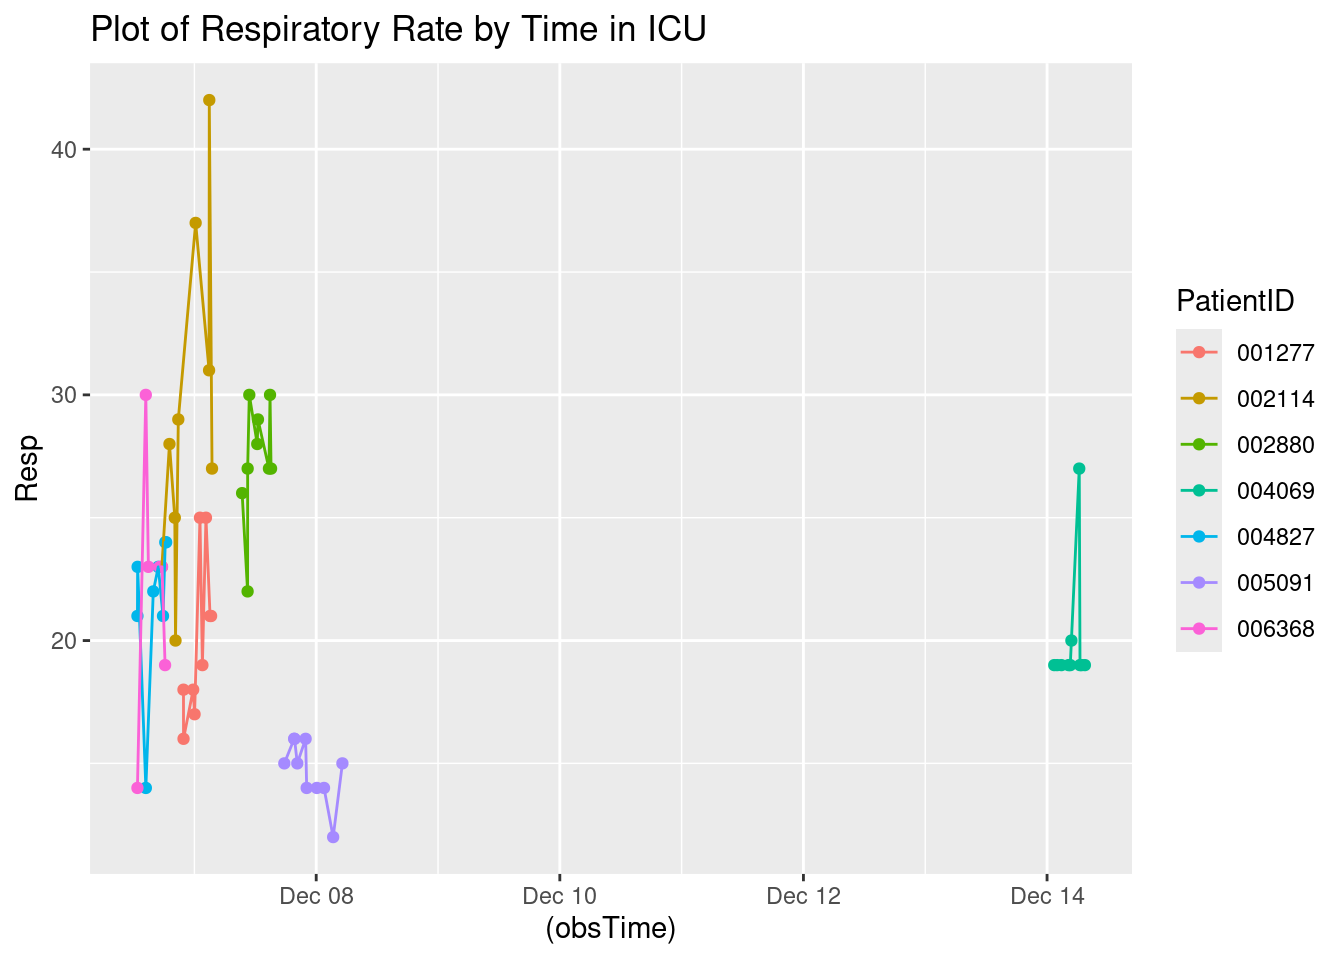 Plot of Respiratory Rate by Time in ICU
40
30
20
Resp
Dec 08
Dec 10
Dec 12
Dec 14
(obsTime)
PatientID
001277
002114
002880
004069
004827
005091
006368